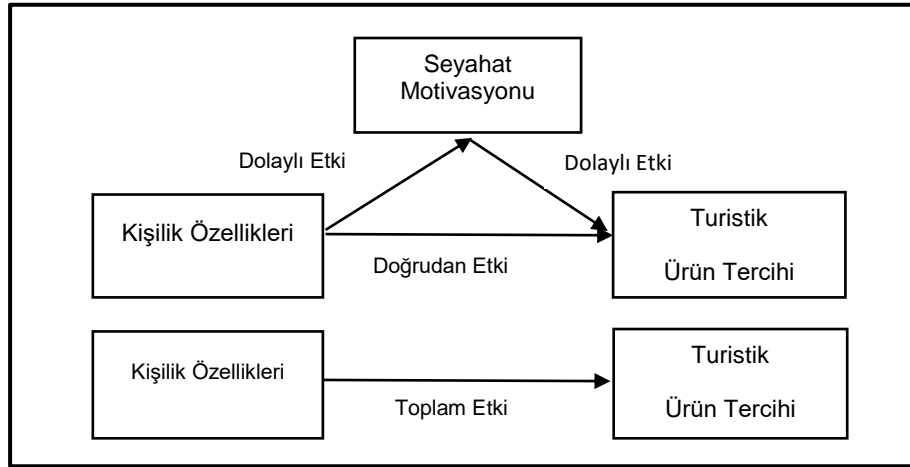 Seyahat
Motivasyonu
Dolaylı Etki
Dolaylı Etki
Kişilik Özellikleri
Turistik
Ürün Tercihi
Doğrudan Etki
Kişilik Özellikleri
Turistik
Ürün Tercihi
Toplam Etki